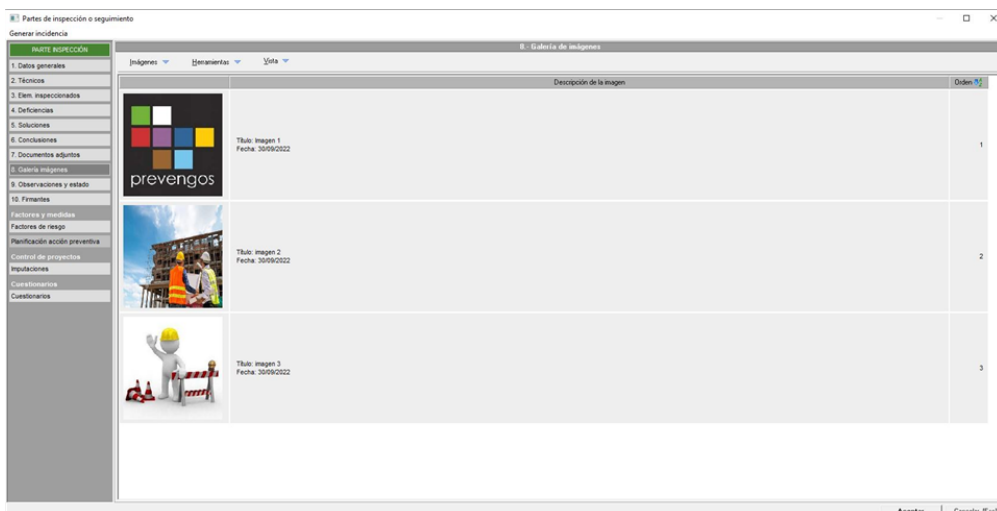 Partes de inspección o seguimiento
Generar incidencia
PARTE INSPECCIÓN
1. Datos generales
2. Técnicos
3. Elem. inspeccionados
4. Deficiencias
5. Soluciones
6. Conclusiones
7. Documentos adjuntos
8. Galería imágenes
9. Observaciones y estado
10. Firmantes
Factores y medidas
Factores de riesgo
Planificación acción preventiva
Control de proyectos
Imputaciones
Cuestionarios
Cuestionarios
8.- Galería de imágenes
Imágenes Herramientas Vista
Descripción de la imagen Orden
prevengos
Título: Imagen 1
Fecha: 30/09/2022
1
Título: imagen 2
Fecha: 30/09/2022
2
Título: imagen 3
Fecha: 30/09/2022
3